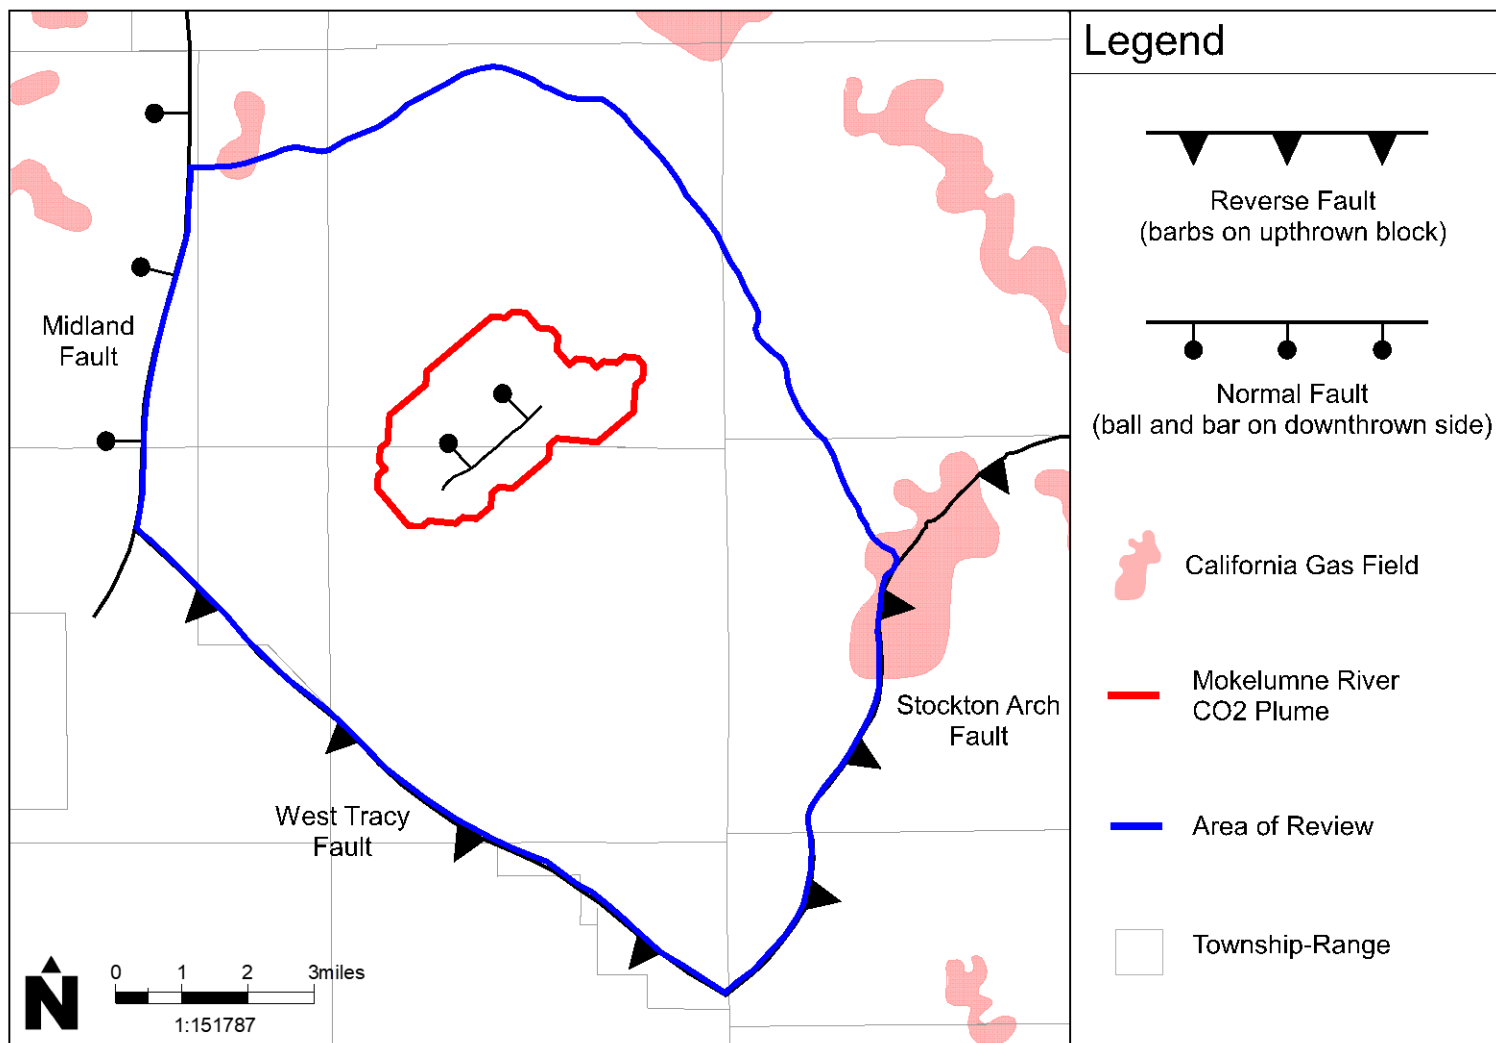 Legend
Reverse Fault
(barbs on upthrown block)
Normal Fault
(ball and bar on downthrown side)
California Gas Field
Mokelumne River
CO2 Plume
Area of Review
Township-Range
Midland
Fault
Stockton Arch
Fault
West Tracy
Fault
N
0 1 2 3miles
1:151787